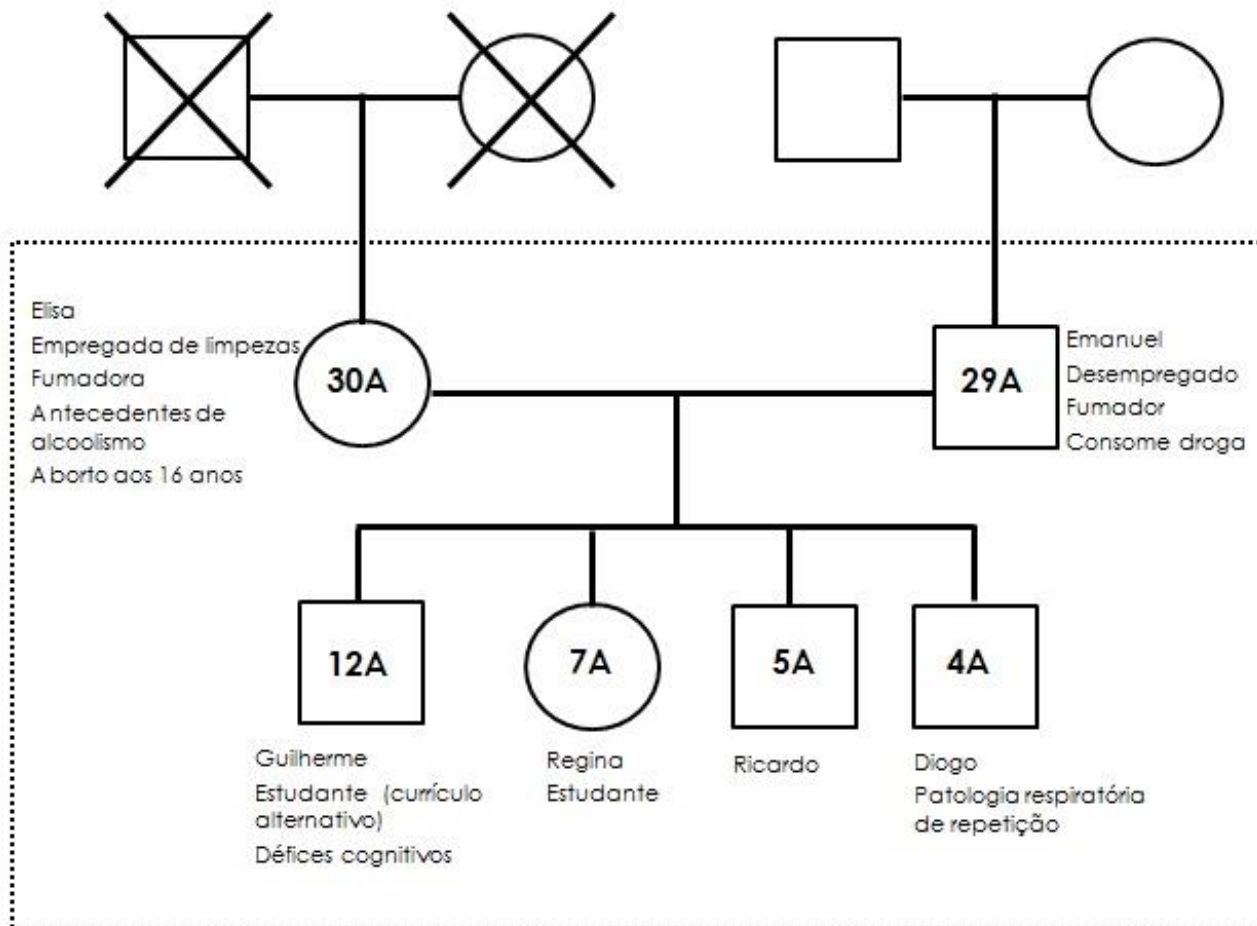 Elisa
Empregada de limpezas
Fumadora
Antecedentes de
alcoolismo
Aborto aos 16 anos
30A
29A
Emanuel
Desempregado
Fumador
Consome droga
12A
7A
5A
4A
Guilherme
Estudante (currículo
alternativo)
Défices cognitivos
Regina
Estudante
Ricardo
Diogo
Patologia respiratória
de repetição